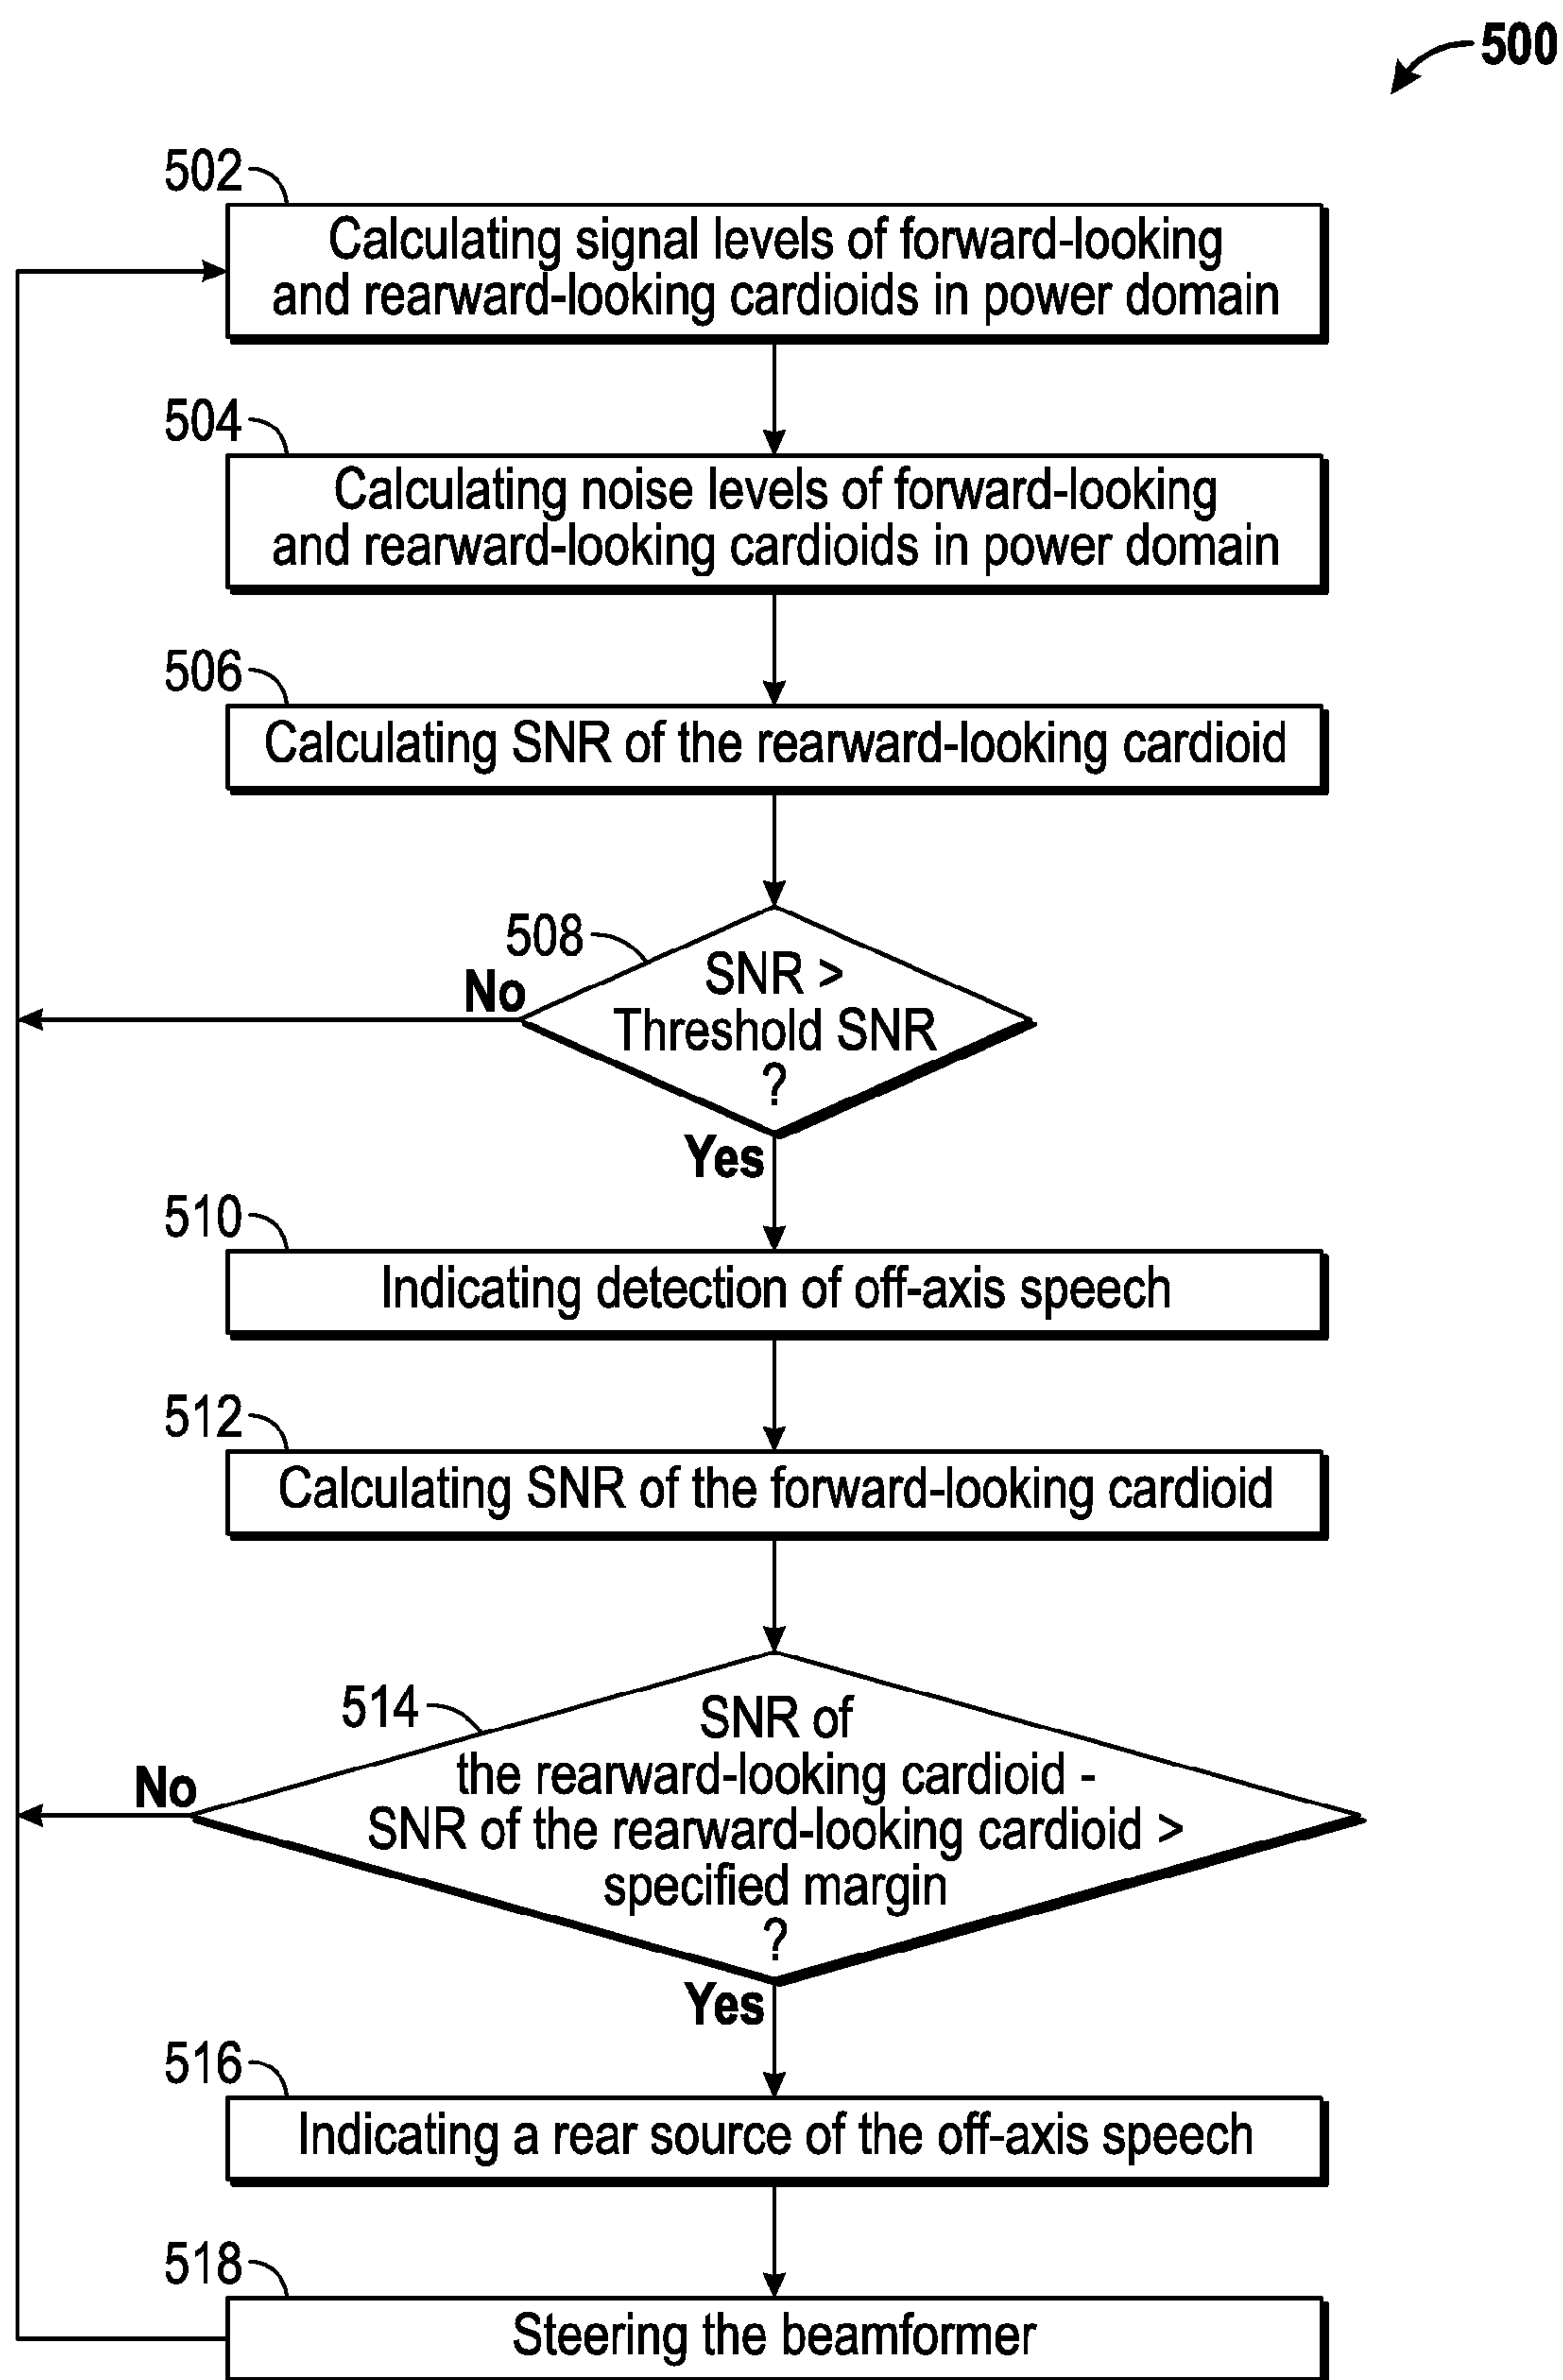 500
502
Calculating signal levels of forward-looking
and rearward-looking cardioids in power domain
504
Calculating noise levels of forward-looking
and rearward-looking cardioids in power domain
506
Calculating SNR of the rearward-looking cardioid
508
SNR >
Threshold SNR
?
No
Yes
510
Indicating detection of off-axis speech
512
Calculating SNR of the forward-looking cardioid
514
SNR of
the rearward-looking cardioid -
SNR of the rearward-looking cardioid >
specified margin
?
No
Yes
516
Indicating a rear source of the off-axis speech
518
Steering the beamformer